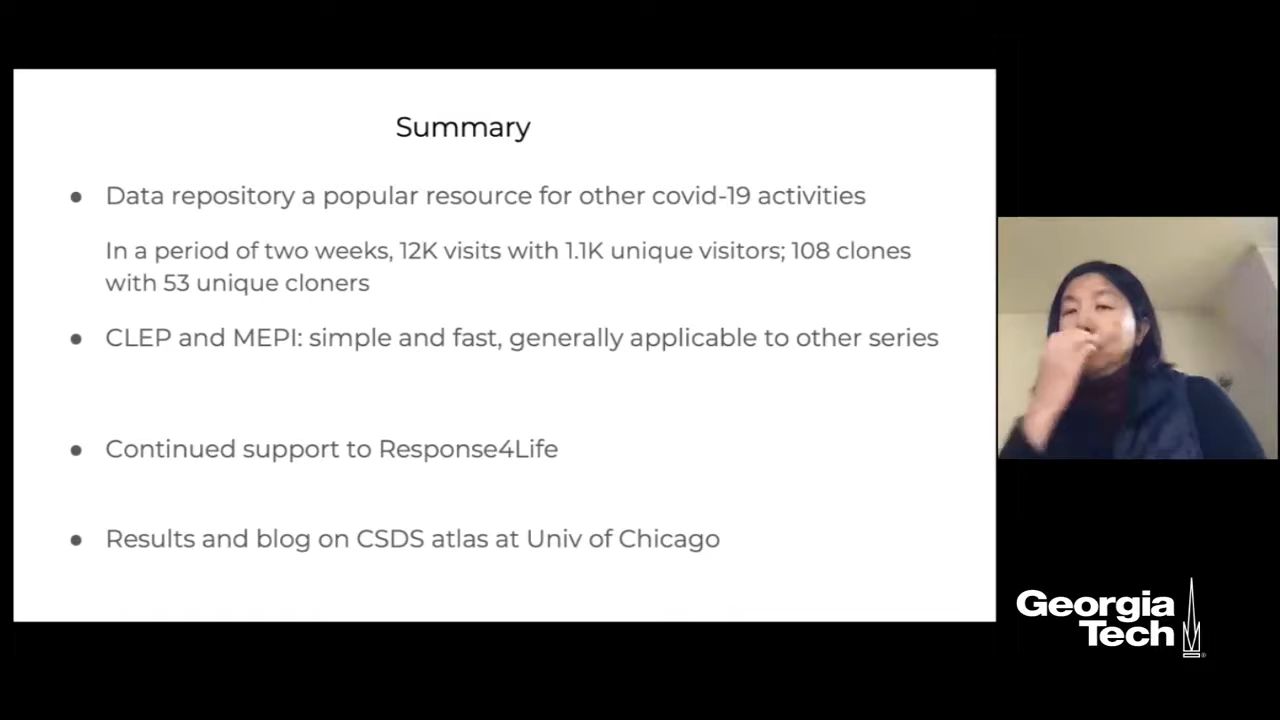 Summary
Data repository a popular resource for other covid-19 activities
In a period of two weeks, 12K visits with 1.1K unique visitors; 108 clones
with 53 unique cloners
CLEP and MEPI: simple and fast, generally applicable to other series
Continued support to Response4Life
Results and blog on CSDS atlas at Univ of Chicago
Georgia
Tech